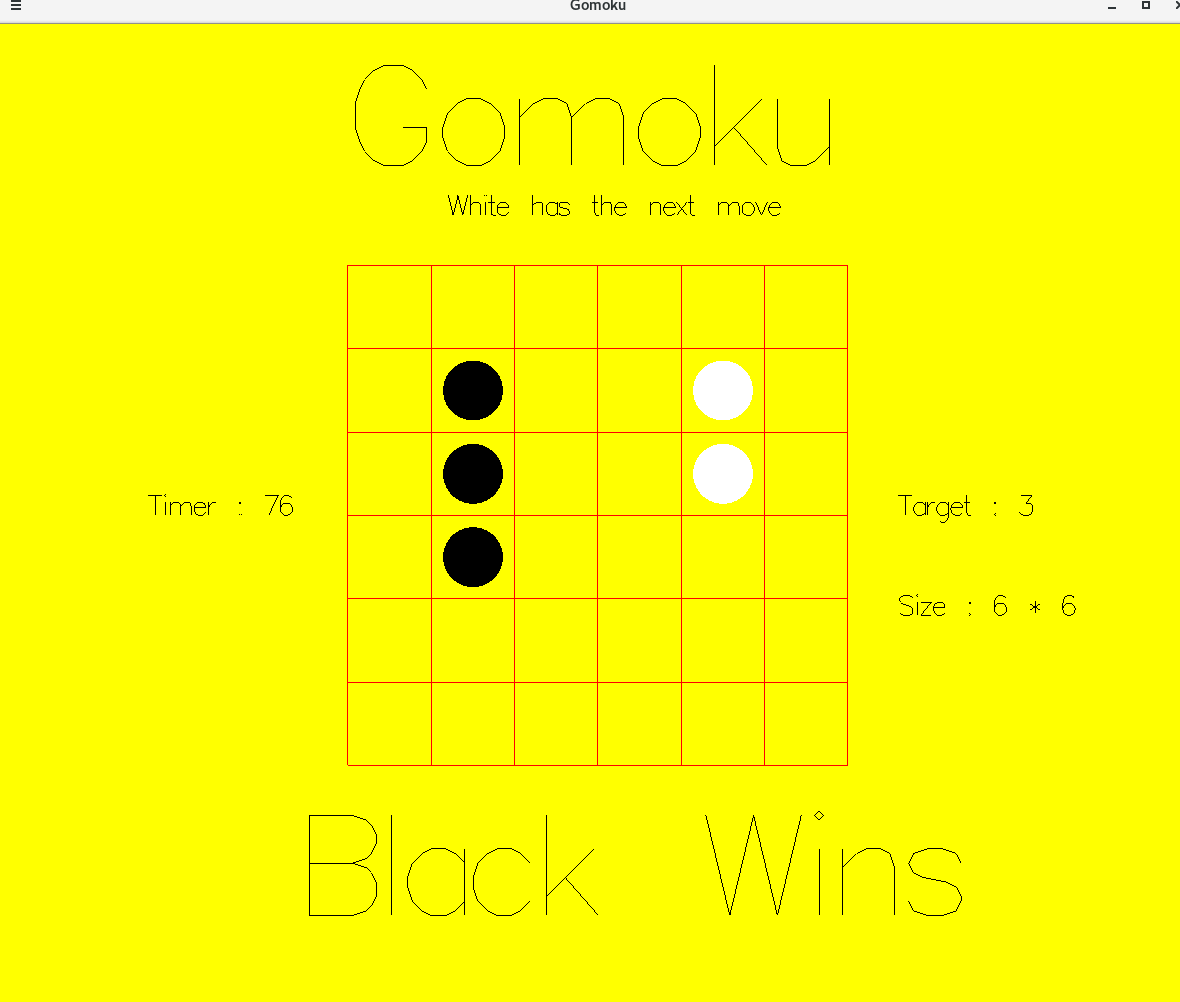 Gomoku
Gomoku
White has the next move
Timer : 76
Target : 3
Size : 6 * 6
Black Wins